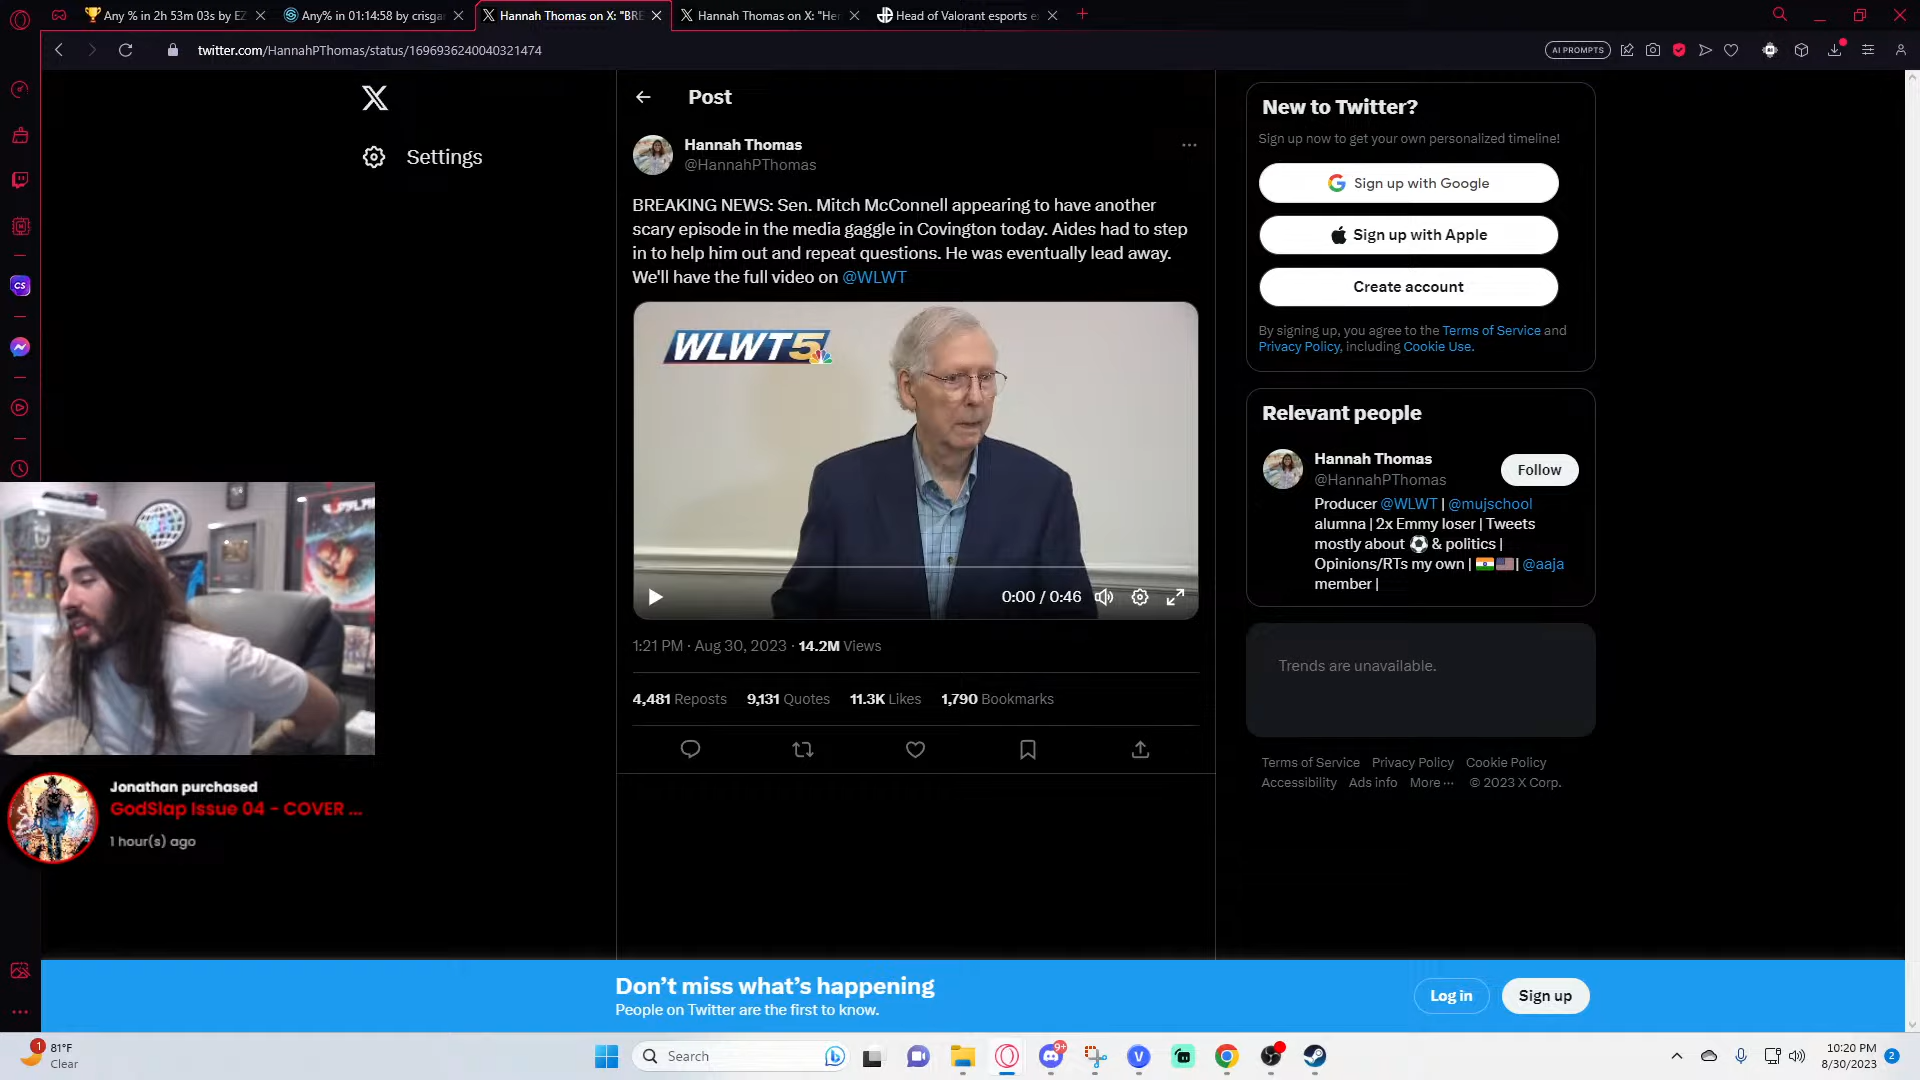 Any % in 2h 53m 03s by EZ
Any% in 01:14:58 by crisga
Hannah Thomas on X: "BRE
Hannah Thomas on X: "Her
Head of Valorant esports e
twitter.com/HannahPThomas/status/1696936240040321474
AI PROMPTS
Post
Settings
Hannah Thomas
@HannahPThomas
BREAKING NEWS: Sen. Mitch McConnell appearing to have another
scary episode in the media gaggle in Covington today. Aides had to step
in to help him out and repeat questions. He was eventually lead away.
We'll have the full video on @WLWT
WLWT5
0:00 / 0:46
1:21 PM · Aug 30, 2023 · 14.2M Views
4,481 Reposts 9,131 Quotes 11.3K Likes 1,790 Bookmarks
New to Twitter?
Sign up now to get your own personalized timeline!
Sign up with Google
Sign up with Apple
Create account
By signing up, you agree to the Terms of Service and
Privacy Policy, including Cookie Use.
Relevant people
Hannah Thomas
@HannahPThomas
Follow
Producer @WLWT | @mujschool
alumna | 2x Emmy loser | Tweets
mostly about ⚽ & politics |
Opinions/RTs my own | 🇮🇳🇺🇸| @aaja
member |
Trends are unavailable.
Terms of Service Privacy Policy Cookie Policy
Accessibility Ads info More ··· © 2023 X Corp.
CS
Jonathan purchased
GodSlap Issue 04 - COVER ...
1 hour(s) ago
Don't miss what's happening
People on Twitter are the first to know.
Log in
Sign up
1
81°F
Clear
Search
9+
10:20 PM
8/30/2023
2